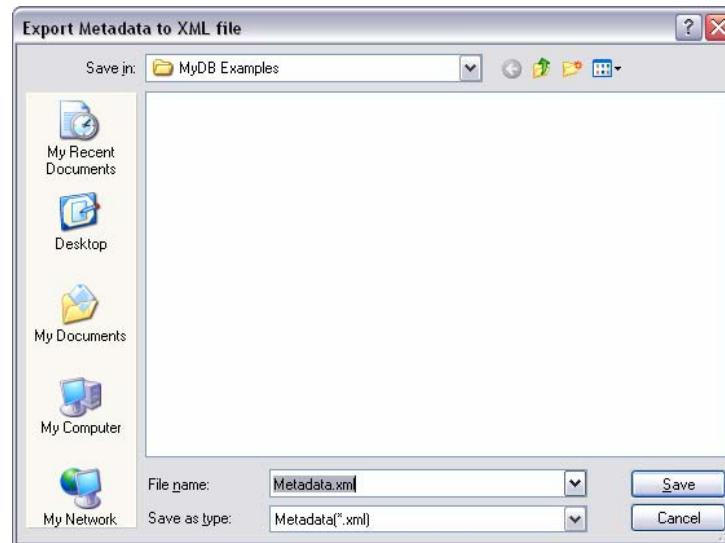 Export Metadata to XML file
Save in:
MyDB Examples
My Recent
Documents
Desktop
My Documents
My Computer
My Network
File name:
Metadata.xml
Save
Save as type:
Metadata(*.xml)
Cancel